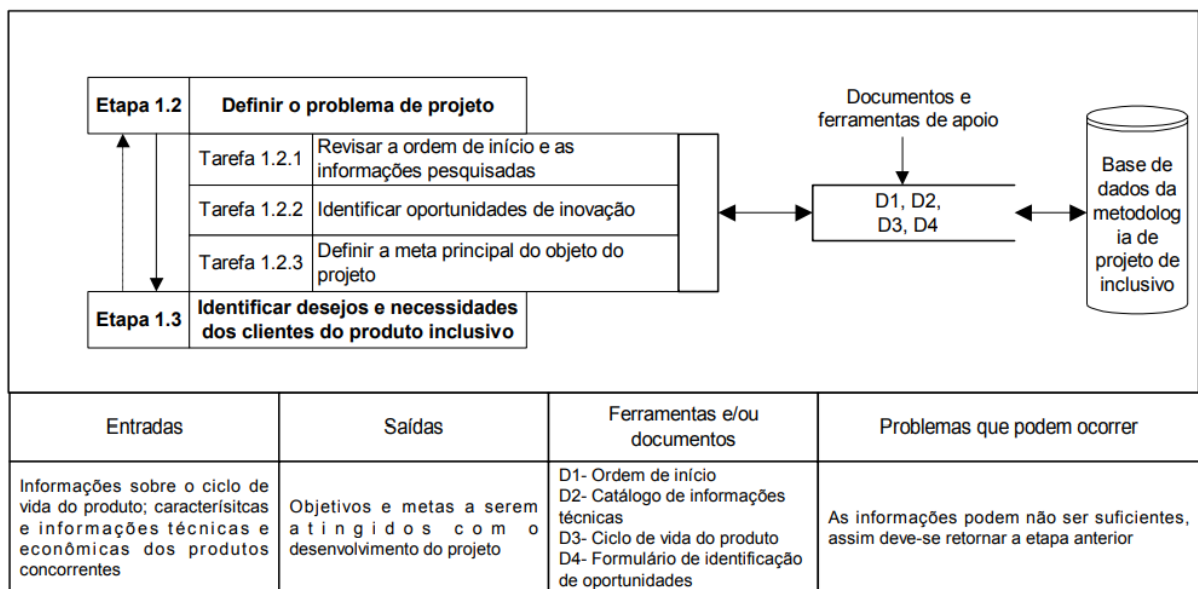 Etapa 1.2
Definir o problema de projeto
Tarefa 1.2.1
Revisar a ordem de início e as
informações pesquisadas
Tarefa 1.2.2
Identificar oportunidades de inovação
Tarefa 1.2.3
Definir a meta principal do objeto do
projeto
Etapa 1.3
Identificar desejos e necessidades
dos clientes do produto inclusivo
Documentos e
ferramentas de apoio
D1, D2,
D3, D4
Base de
dados da
metodolog
ia de
projeto de
inclusivo
Entradas
Saídas
Ferramentas e/ou
documentos
Problemas que podem ocorrer
Informações sobre o ciclo de
vida do produto; caracterísitcas
e informações técnicas e
econômicas dos produtos
concorrentes
Objetivos e metas a serem
atingidos com o
desenvolvimento do projeto
D1- Ordem de início
D2- Catálogo de informações
técnicas
D3- Ciclo de vida do produto
D4- Formulário de identificação
de oportunidades
As informações podem não ser suficientes,
assim deve-se retornar a etapa anterior